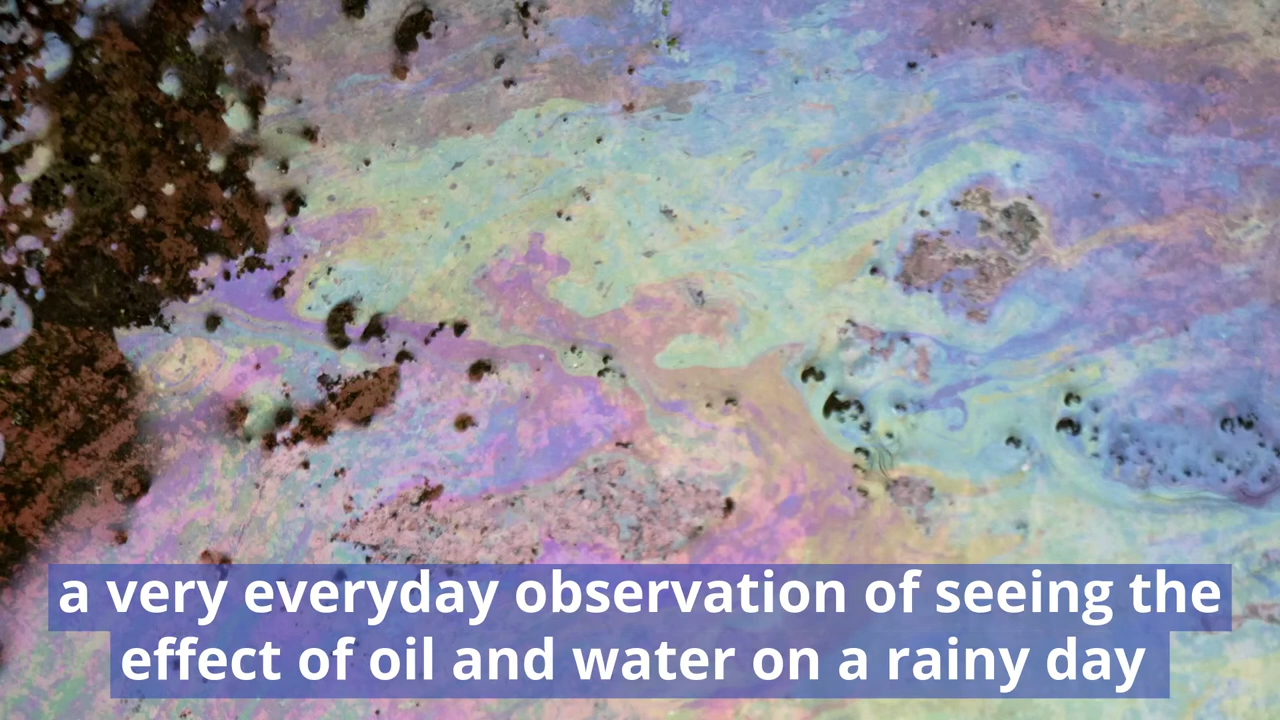 a very everyday observation of seeing the
effect of oil and water on a rainy day